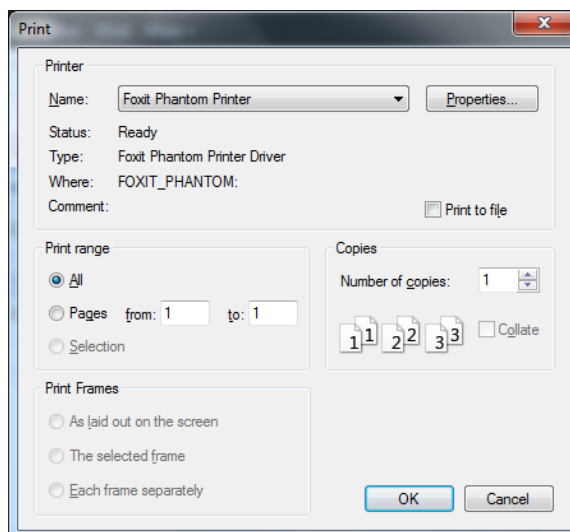 Print
Printer
Name: Foxit Phantom Printer Properties...
Status: Ready
Type: Foxit Phantom Printer Driver
Where: FOXIT_PHANTOM:
Comment: Print to file
Print range
All
Pages from: 1 to: 1
Selection
Copies
Number of copies: 1
1 1 2 2 3 3 Collate
Print Frames
As laid out on the screen
The selected frame
Each frame separately
OK Cancel